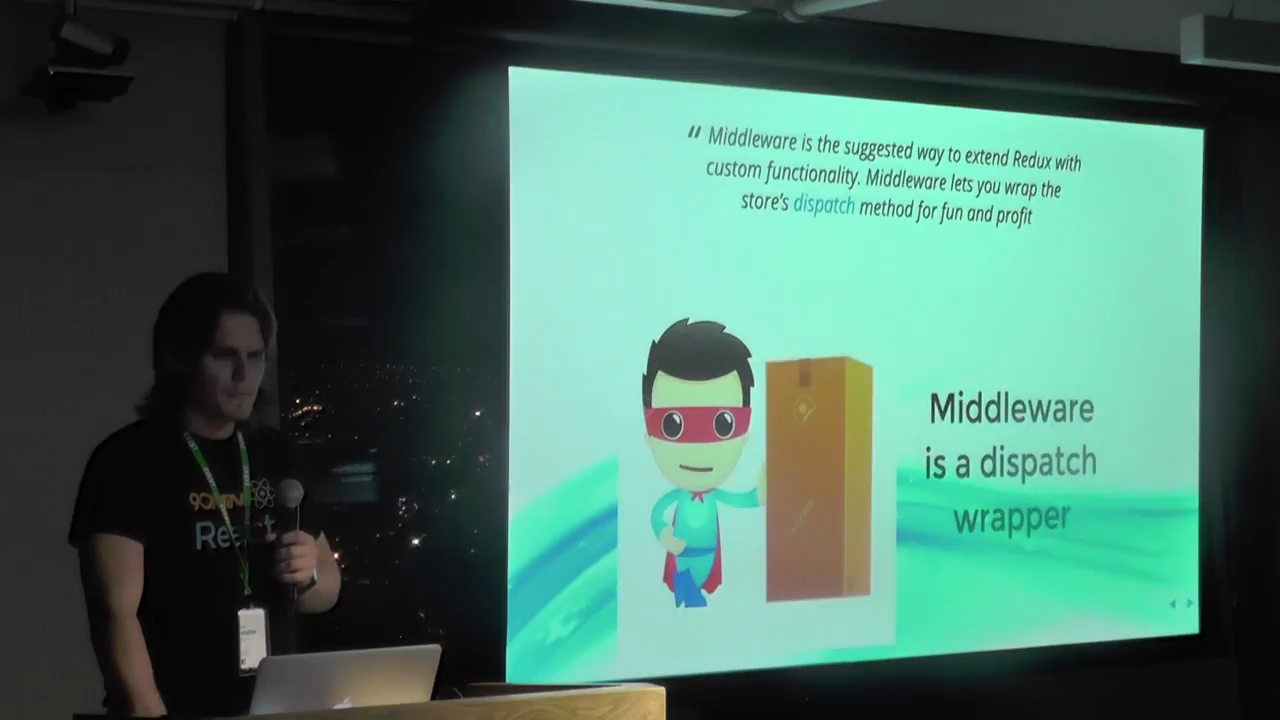 " Middleware is the suggested way to extend Redux with
custom functionality. Middleware lets you wrap the
store's dispatch method for fun and profit
Middleware
is a dispatch
wrapper